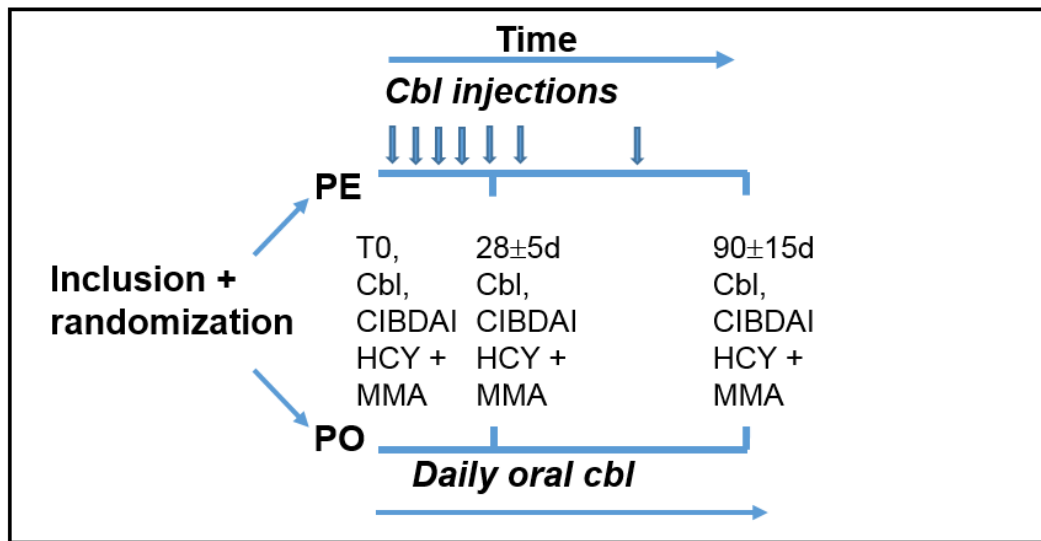 Time
Cbl injections
PE
Inclusion +
randomization
T0,
Cbl,
CIBDAI
HCY +
MMA
28±5d
Cbl,
CIBDAI
HCY +
MMA
90±15d
Cbl,
CIBDAI
HCY +
MMA
PO
Daily oral cbl